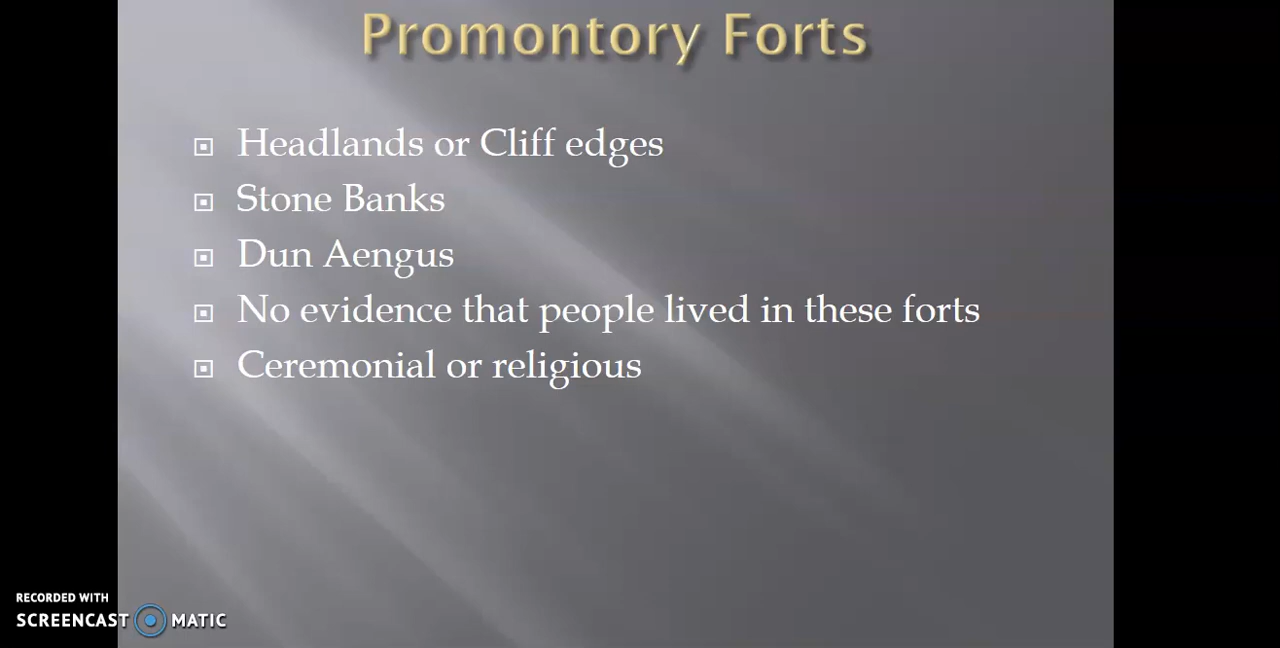 Promontory Forts
Headlands or Cliff edges
Stone Banks
Dun Aengus
No evidence that people lived in these forts
Ceremonial or religious
RECORDED WITH
SCREENCAST MATIC